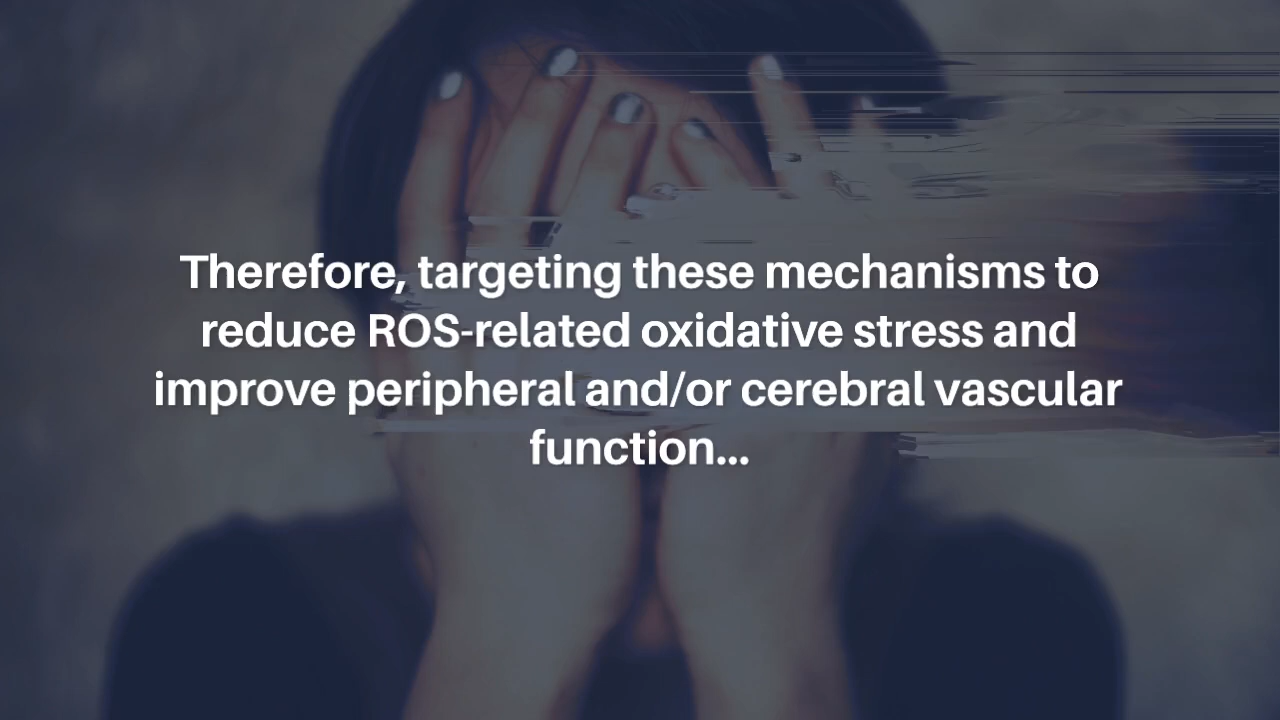 Therefore, targeting these mechanisms to
reduce ROS-related oxidative stress and
improve peripheral and/or cerebral vascular
function...